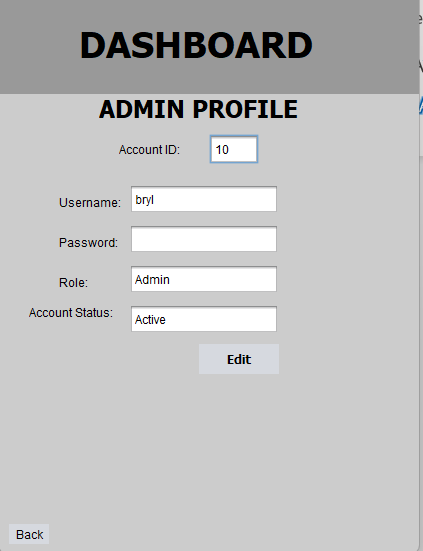 DASHBOARD
ADMIN PROFILE
Account ID: 10
Username: bryl
Password:
Role: Admin
Account Status: Active
Edit
Back